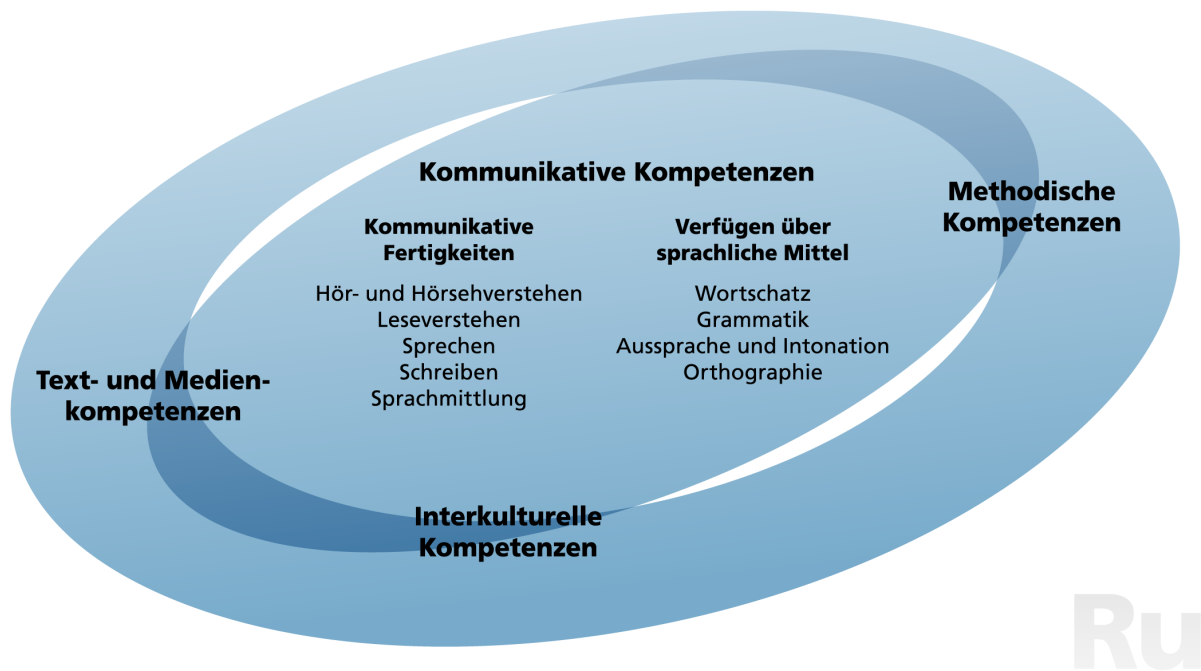 Kommunikative Kompetenzen
Kommunikative
Fertigkeiten
Hör- und Hörsehverstehen
Leseverstehen
Sprechen
Schreiben
Sprachmittlung
Verfügen über
sprachliche Mittel
Wortschatz
Grammatik
Aussprache und Intonation
Orthographie
Methodische
Kompetenzen
Text- und Medien-
kompetenzen
Interkulturelle
Kompetenzen
Ru